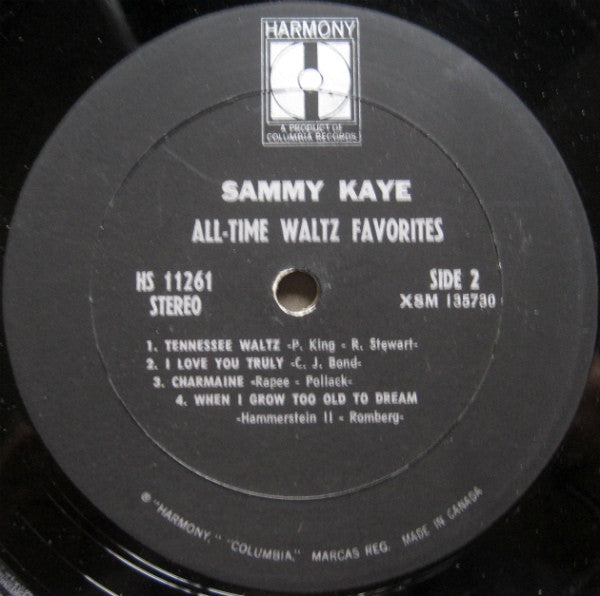 HARMONY
H
A PRODUCT OF
COLUMBIA RECORDS
SAMMY KAYE
ALL-TIME WALTZ FAVORITES
HS 11261
STEREO
SIDE 2
XSM 135730
1. TENNESSEE WALTZ -P. King - R. Stewart-
2. I LOVE YOU TRULY -C. J. Bond-
3. CHARMAINE -Rapee - Pollack-
4. WHEN I GROW TOO OLD TO DREAM
-Hammerstein II - Romberg-
® "HARMONY," "COLUMBIA," MARCAS REG. MADE IN CANADA